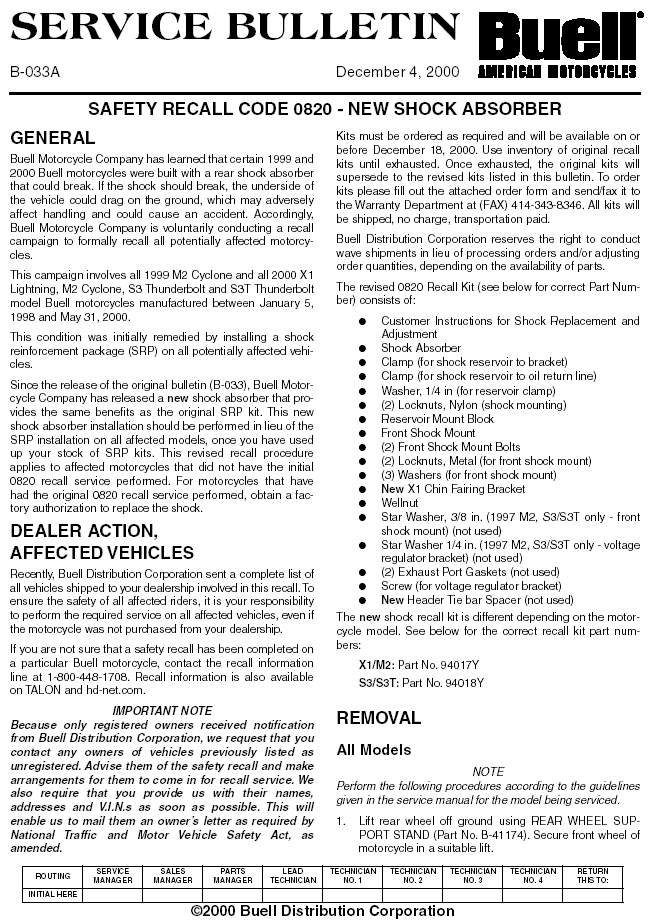 SERVICE BULLETIN
Buell®
AMERICAN MOTORCYCLES
B-033A
December 4, 2000
SAFETY RECALL CODE 0820 - NEW SHOCK ABSORBER
GENERAL
Buell Motorcycle Company has learned that certain 1999 and
2000 Buell motorcycles were built with a rear shock absorber
that could break. If the shock should break, the underside of
the vehicle could drag on the ground, which may adversely
affect handling and could cause an accident. Accordingly,
Buell Motorcycle Company is voluntarily conducting a recall
campaign to formally recall all potentially affected motorcy-
cles.
This campaign involves all 1999 M2 Cyclone and all 2000 X1
Lightning, M2 Cyclone, S3 Thunderbolt and S3T Thunderbolt
model Buell motorcycles manufactured between January 5,
1998 and May 31, 2000.
This condition was initially remedied by installing a shock
reinforcement package (SRP) on all potentially affected vehi-
cles.
Since the release of the original bulletin (B-033), Buell Motor-
cycle Company has released a new shock absorber that pro-
vides the same benefits as the original SRP kit. This new
shock absorber installation should be performed in lieu of the
SRP installation on all affected models, once you have used
up your stock of SRP kits. This revised recall procedure
applies to affected motorcycles that did not have the initial
0820 recall service performed. For motorcycles that have
had the original 0820 recall service performed, obtain a fac-
tory authorization to replace the shock.
DEALER ACTION,
AFFECTED VEHICLES
Recently, Buell Distribution Corporation sent a complete list of
all vehicles shipped to your dealership involved in this recall. To
ensure the safety of all affected riders, it is your responsibility
to perform the required service on all affected vehicles, even if
the motorcycle was not purchased from your dealership.
If you are not sure that a safety recall has been completed on
a particular Buell motorcycle, contact the recall information
line at 1-800-448-1708. Recall information is also available
on TALON and hd-net.com.
IMPORTANT NOTE
Because only registered owners received notification
from Buell Distribution Corporation, we request that you
contact any owners of vehicles previously listed as
unregistered. Advise them of the safety recall and make
arrangements for them to come in for recall service. We
also require that you provide us with their names,
addresses and V.I.N.s as soon as possible. This will
enable us to mail them an owner's letter as required by
National Traffic and Motor Vehicle Safety Act, as
amended.
Kits must be ordered as required and will be available on or
before December 18, 2000. Use inventory of original recall
kits until exhausted. Once exhausted, the original kits will
supersede to the revised kits listed in this bulletin. To order
kits please fill out the attached order form and send/fax it to
the Warranty Department at (FAX) 414-343-8346. All kits will
be shipped, no charge, transportation paid.
Buell Distribution Corporation reserves the right to conduct
wave shipments in lieu of processing orders and/or adjusting
order quantities, depending on the availability of parts.
The revised 0820 Recall Kit (see below for correct Part Num-
ber) consists of:
● Customer Instructions for Shock Replacement and
Adjustment
● Shock Absorber
● Clamp (for shock reservoir to bracket)
● Clamp (for shock reservoir to oil return line)
● Washer, 1/4 in (for reservoir clamp)
● (2) Locknuts, Nylon (shock mounting)
● Reservoir Mount Block
● Front Shock Mount
● (2) Front Shock Mount Bolts
● (2) Locknuts, Metal (for front shock mount)
● (3) Washers (for front shock mount)
● New X1 Chin Fairing Bracket
● Wellnut
● Star Washer, 3/8 in. (1997 M2, S3/S3T only - front
shock mount) (not used)
● Star Washer 1/4 in. (1997 M2, S3/S3T only - voltage
regulator bracket) (not used)
● (2) Exhaust Port Gaskets (not used)
● Screw (for voltage regulator bracket)
● New Header Tie bar Spacer (not used)
The new shock recall kit is different depending on the motor-
cycle model. See below for the correct recall kit part num-
bers:
X1/M2: Part No. 94017Y
S3/S3T: Part No. 94018Y
REMOVAL
All Models
NOTE
Perform the following procedures according to the guidelines
given in the service manual for the model being serviced.
1. Lift rear wheel off ground using REAR WHEEL SUP-
PORT STAND (Part No. B-41174). Secure front wheel of
motorcycle in a suitable lift.
ROUTING SERVICE MANAGER SALES MANAGER PARTS MANAGER LEAD TECHNICIAN TECHNICIAN NO. 1 TECHNICIAN NO. 2 TECHNICIAN NO. 3 TECHNICIAN NO. 4 RETURN THIS TO:
INITIAL HERE
©2000 Buell Distribution Corporation